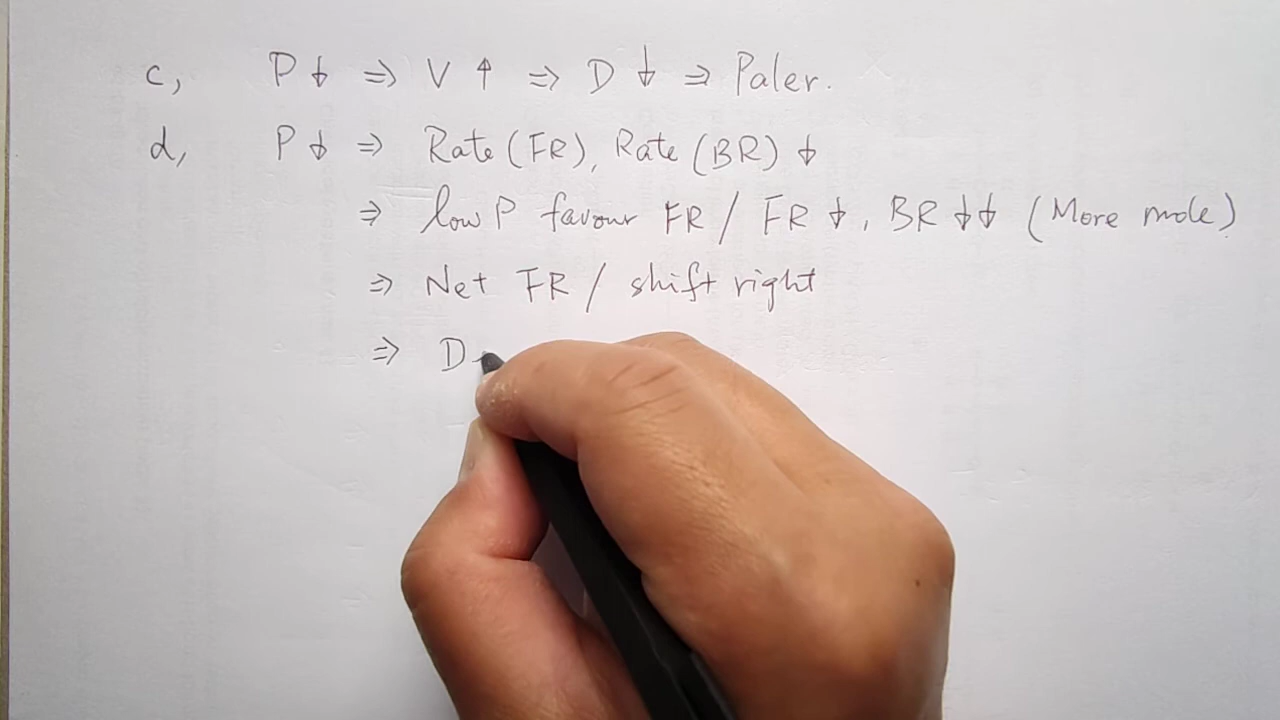 c, P ↓ ⇒ V ↑ ⇒ D ↓ ⇒ Paler.
d, P ↓ ⇒ Rate (FR), Rate (BR) ↓
⇒ low P favour FR / FR ↓, BR ↓↓ (More mole)
⇒ Net FR / shift right
⇒ D